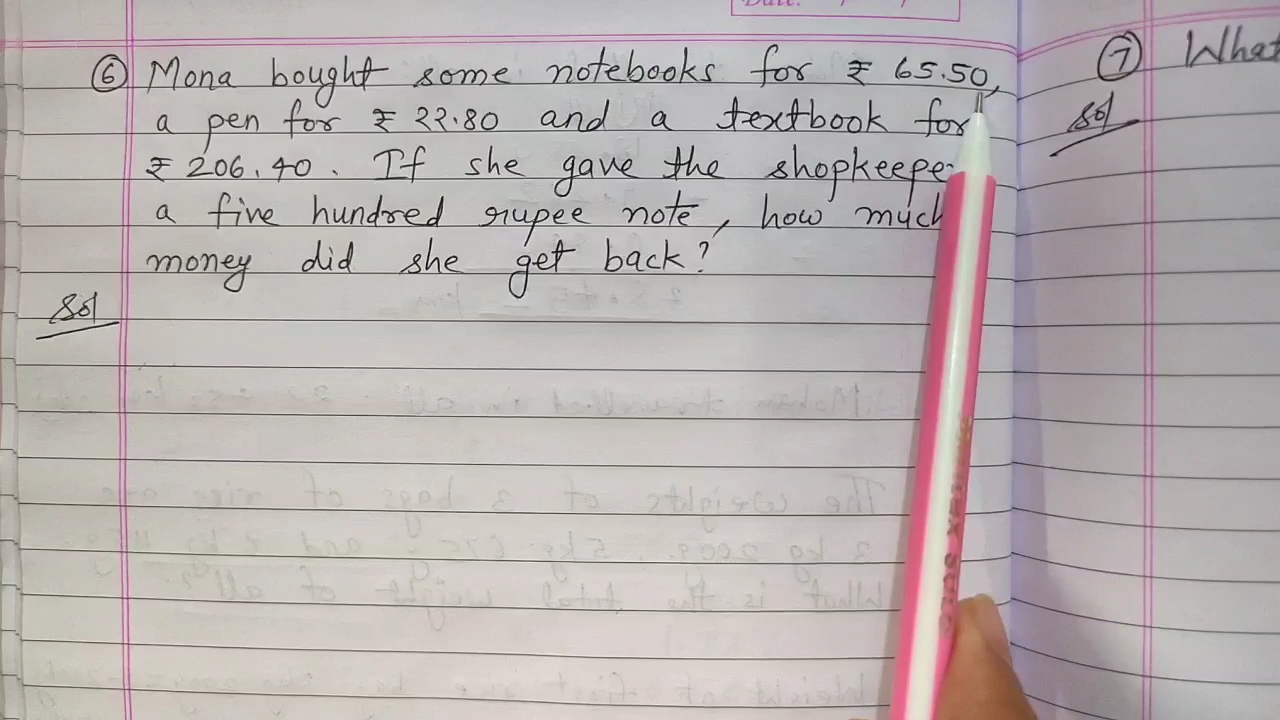 ⑥ Mona bought some notebooks for ₹ 65.50,
a pen for ₹ 22.80 and a textbook for
₹ 206.40. If she gave the shopkeeper
a five hundred rupee note, how much
money did she get back?
Sol
⑦ What
Sol